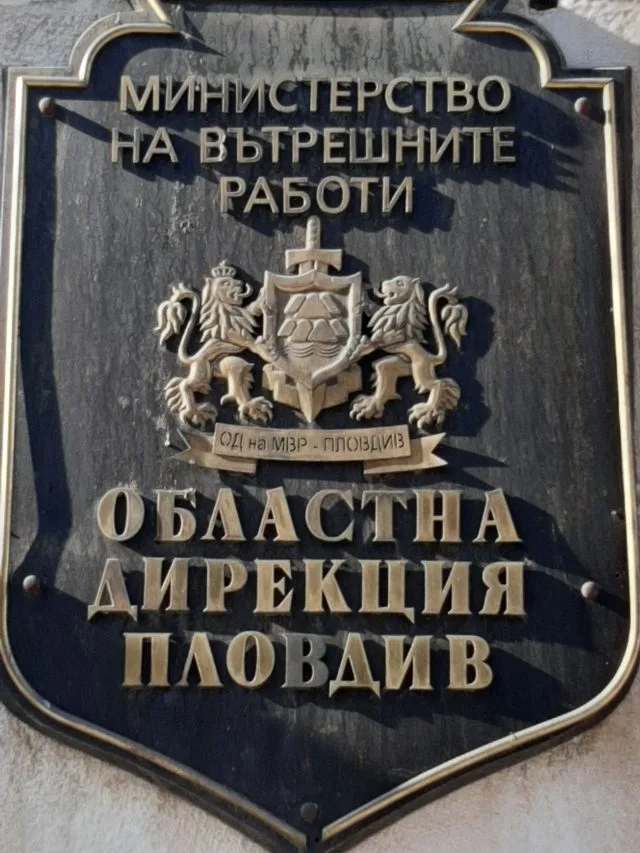 МИНИСТЕРСТВО
НА ВЪТРЕШНИТЕ
РАБОТИ
ОД на МВР - ПЛОВДИВ
ОБЛАСТНА
ДИРЕКЦИЯ
ПЛОВДИВ